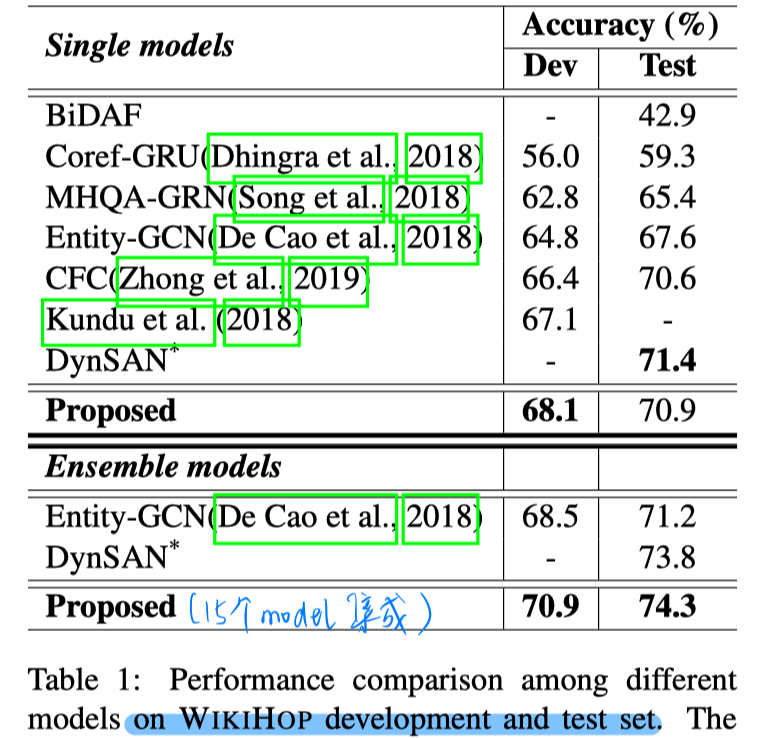 Single models Accuracy (%)
Dev Test
BiDAF - 42.9
Coref-GRU(Dhingra et al., 2018) 56.0 59.3
MHQA-GRN(Song et al., 2018) 62.8 65.4
Entity-GCN(De Cao et al., 2018) 64.8 67.6
CFC(Zhong et al., 2019) 66.4 70.6
Kundu et al. (2018) 67.1 -
DynSAN* - 71.4
Proposed 68.1 70.9
Ensemble models
Entity-GCN(De Cao et al., 2018) 68.5 71.2
DynSAN* - 73.8
Proposed (15个model 集成) 70.9 74.3
Table 1: Performance comparison among different
models on WIKIHOP development and test set. The